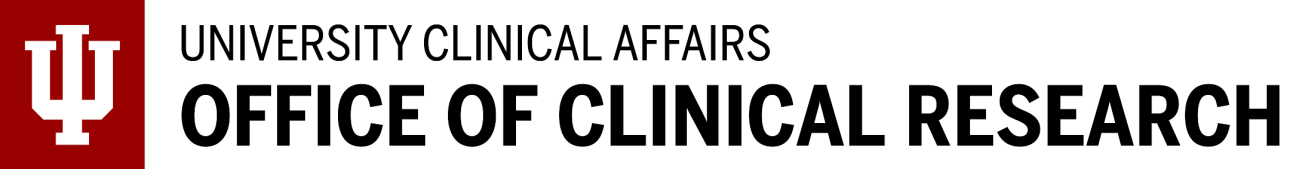 UNIVERSITY CLINICAL AFFAIRS
OFFICE OF CLINICAL RESEARCH